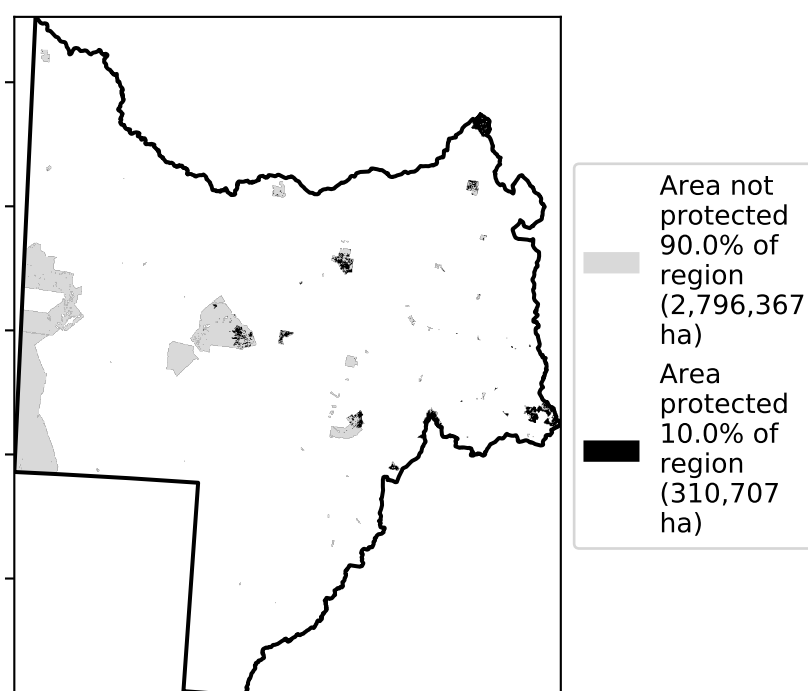 Area not
protected
90.0% of
region
(2,796,367
ha)
Area
protected
10.0% of
region
(310,707
ha)